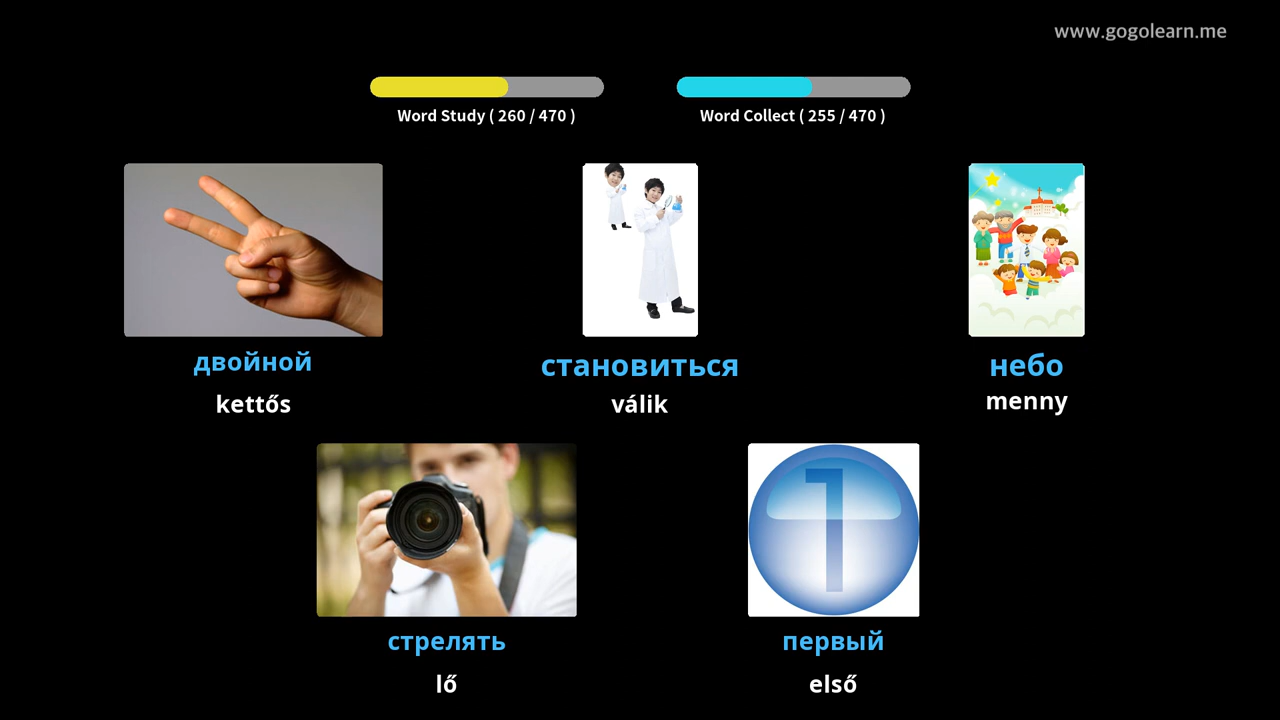 www.gogolearn.me
Word Study ( 260 / 470 )
Word Collect ( 255 / 470 )
двойной
kettős
становиться
válik
небо
menny
стрелять
lő
первый
első